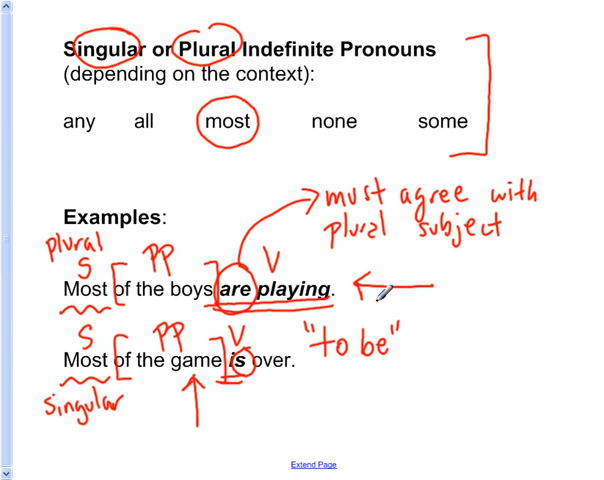 Singular or Plural Indefinite Pronouns
(depending on the context):
any all most none some
must agree with
plural subject
Examples:
plural
S PP V
Most of the boys are playing.
S PP V "to be"
Most of the game is over.
singular
Extend Page